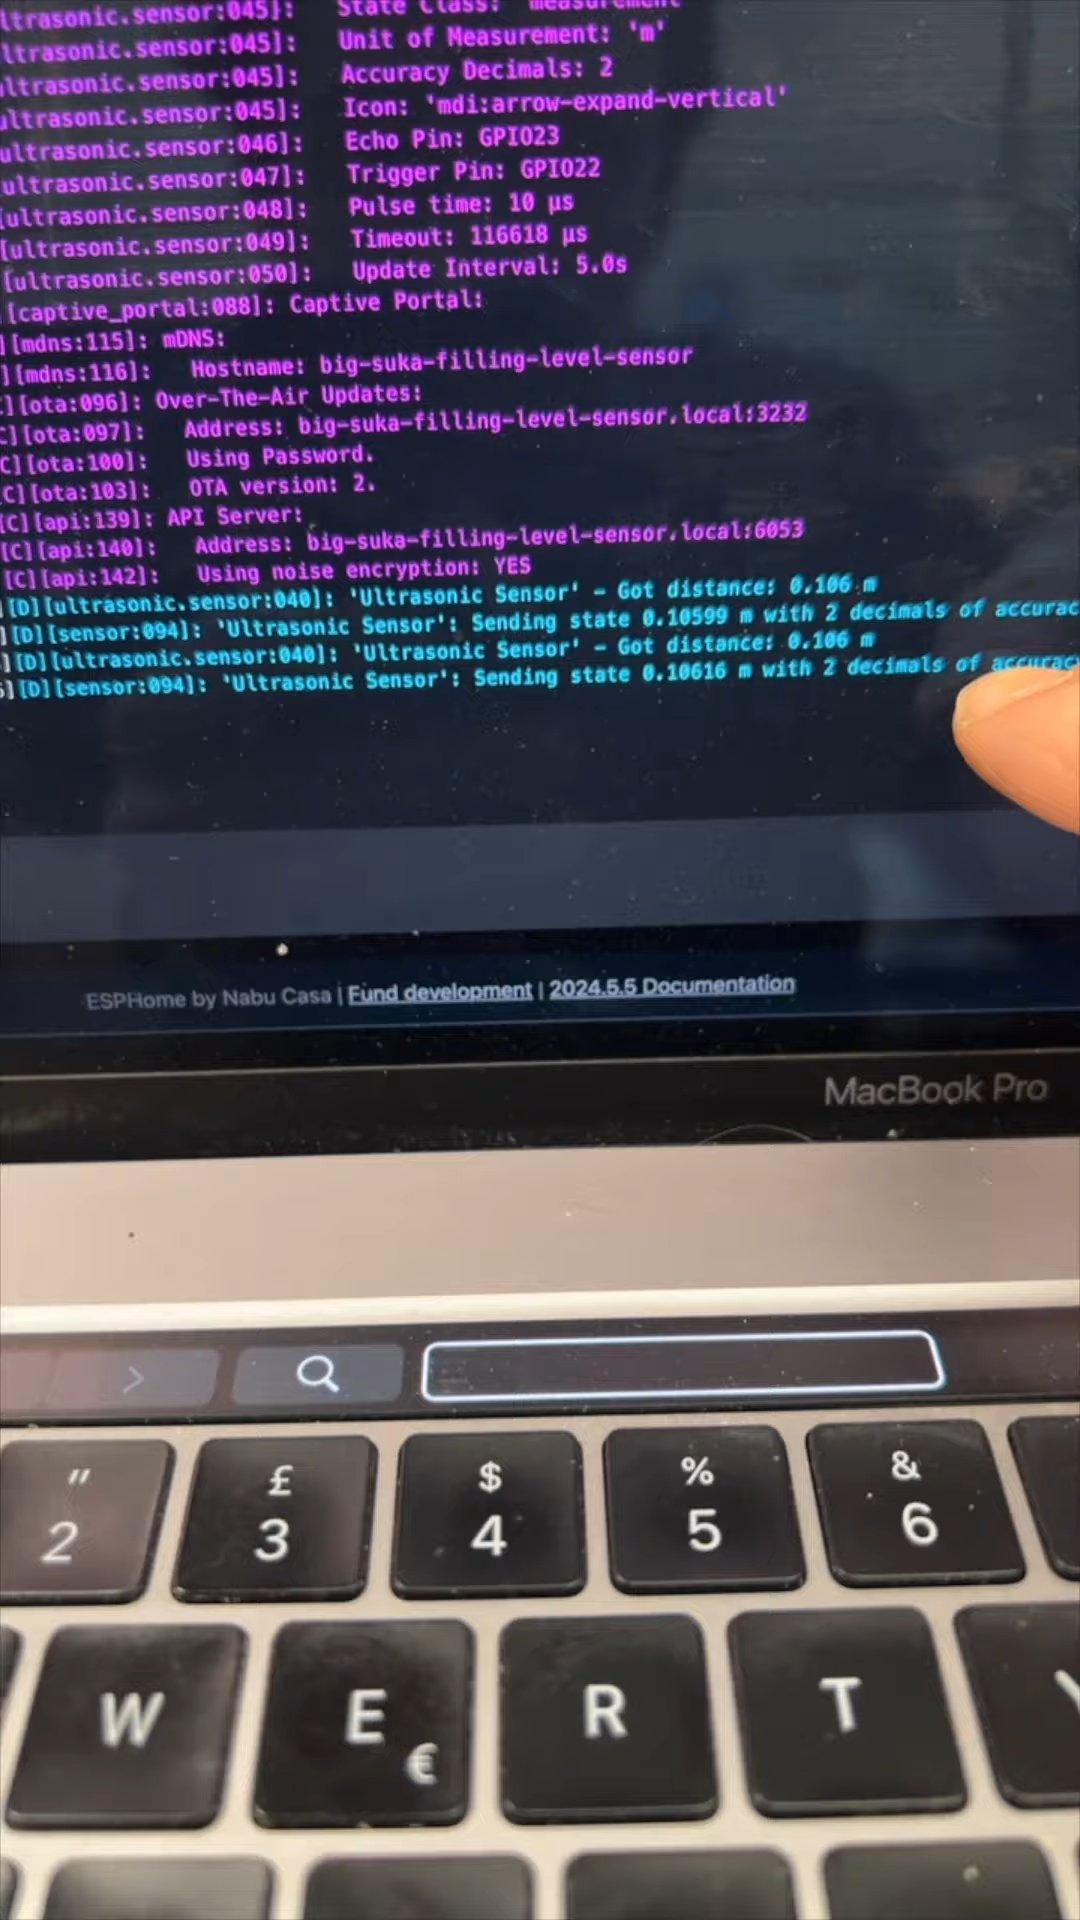 ltrasonic.sensor:045]: State Class: 'measurement
ltrasonic.sensor:045]: Unit of Measurement: 'm'
ultrasonic.sensor:045]: Accuracy Decimals: 2
ultrasonic.sensor:045]: Icon: 'mdi:arrow-expand-vertical'
ultrasonic.sensor:046]: Echo Pin: GPIO23
[ultrasonic.sensor:047]: Trigger Pin: GPIO22
[ultrasonic.sensor:048]: Pulse time: 10 µs
[ultrasonic.sensor:049]: Timeout: 116618 µs
[ultrasonic.sensor:050]: Update Interval: 5.0s
[captive_portal:088]: Captive Portal:
][mdns:115]: mDNS:
][mdns:116]: Hostname: big-suka-filling-level-sensor
][ota:096]: Over-The-Air Updates:
C][ota:097]: Address: big-suka-filling-level-sensor.local:3232
C][ota:100]: Using Password.
[C][ota:103]: OTA version: 2.
[C][api:139]: API Server:
[C][api:140]: Address: big-suka-filling-level-sensor.local:6053
[C][api:142]: Using noise encryption: YES
[D][ultrasonic.sensor:040]: 'Ultrasonic Sensor' - Got distance: 0.106 m
][D][sensor:094]: 'Ultrasonic Sensor': Sending state 0.10599 m with 2 decimals of accurac
][D][ultrasonic.sensor:040]: 'Ultrasonic Sensor' - Got distance: 0.106 m
][D][sensor:094]: 'Ultrasonic Sensor': Sending state 0.10616 m with 2 decimals of accurac
ESPHome by Nabu Casa | Fund development | 2024.5.5 Documentation
MacBook Pro
" £ $ % &
2 3 4 5 6
W E € R T